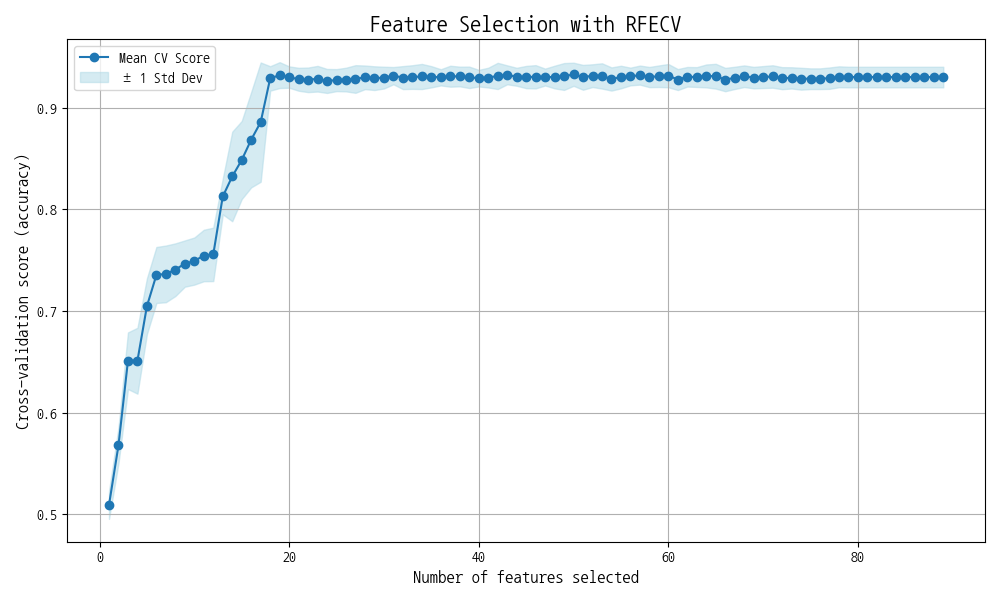 Feature Selection with RFECV
Mean CV Score
± 1 Std Dev
Cross-validation score (accuracy)
0.9
0.8
0.7
0.6
0.5
0 20 40 60 80
Number of features selected